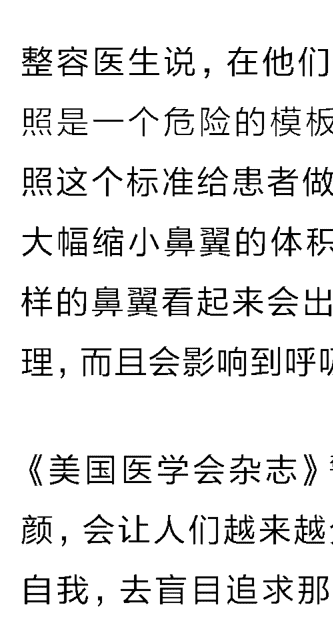 整容医生说，在他们
照是一个危险的模板
照这个标准给患者做
大幅缩小鼻翼的体积
样的鼻翼看起来会出
理，而且会影响到呼吸
《美国医学会杂志》
颜，会让人们越来越
自我，去盲目追求那